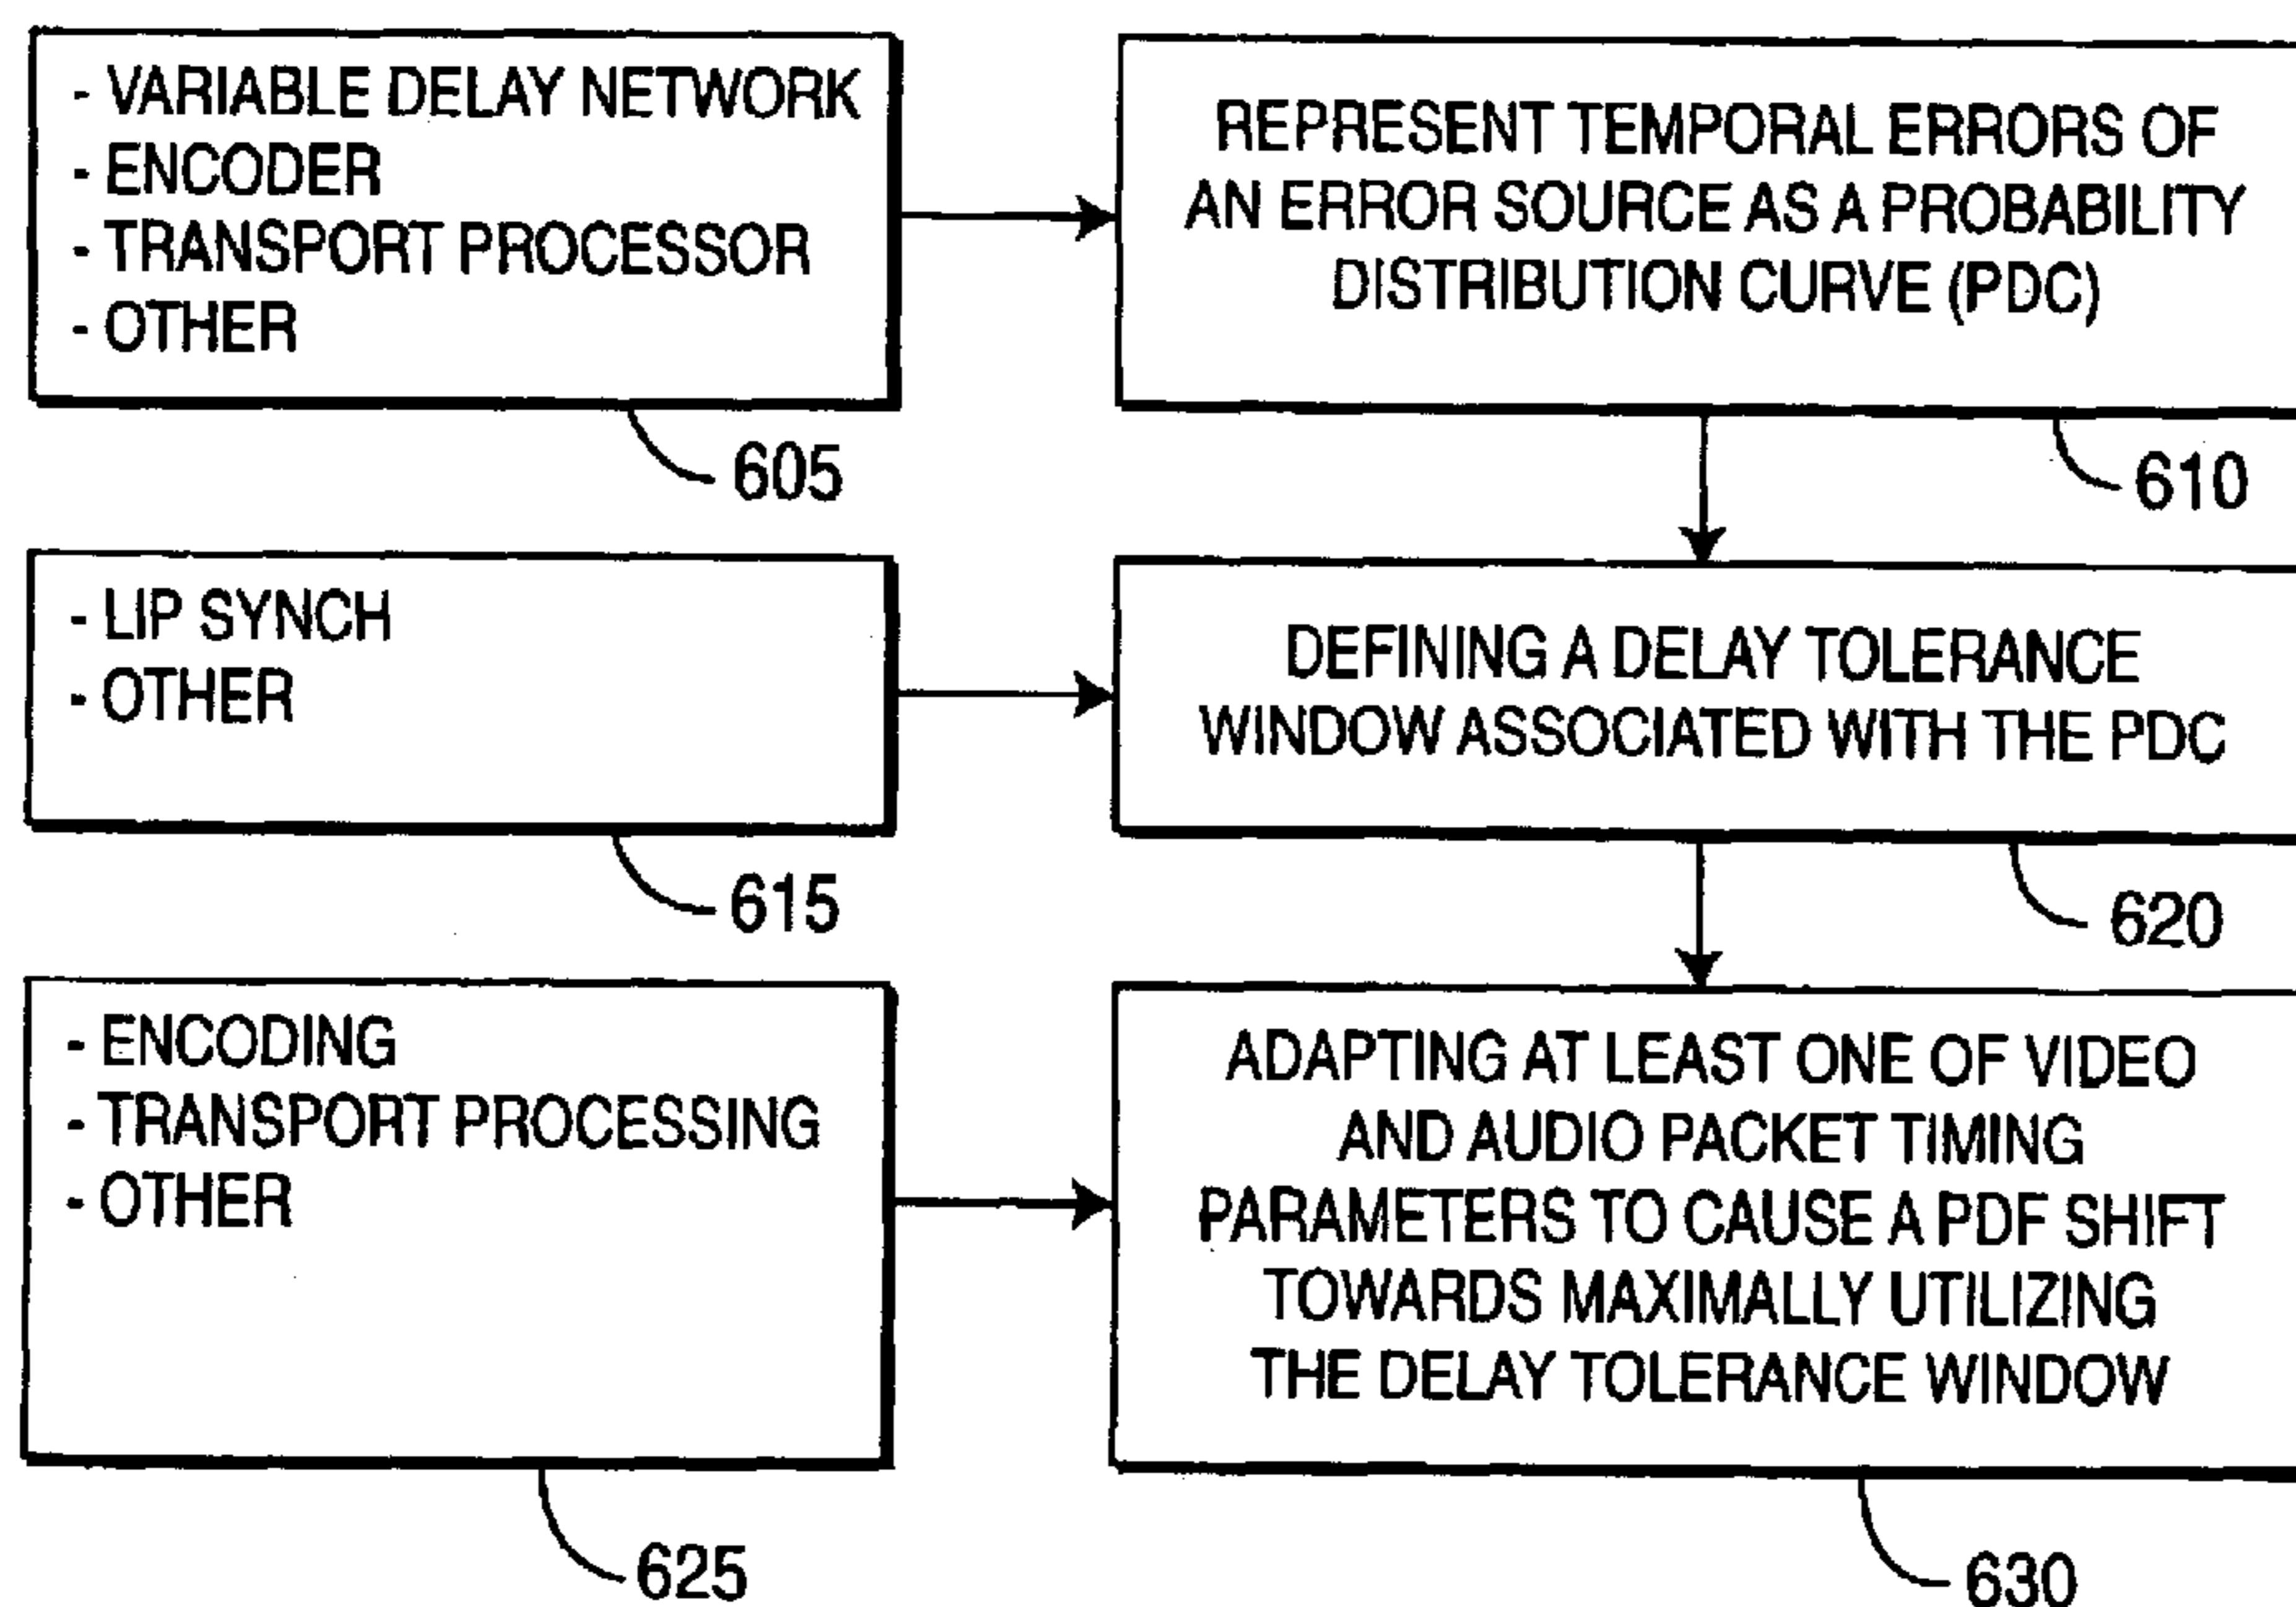 - VARIABLE DELAY NETWORK
- ENCODER
- TRANSPORT PROCESSOR
- OTHER
605
REPRESENT TEMPORAL ERRORS OF
AN ERROR SOURCE AS A PROBABILITY
DISTRIBUTION CURVE (PDC)
610
- LIP SYNCH
- OTHER
615
DEFINING A DELAY TOLERANCE
WINDOW ASSOCIATED WITH THE PDC
620
- ENCODING
- TRANSPORT PROCESSING
- OTHER
625
ADAPTING AT LEAST ONE OF VIDEO
AND AUDIO PACKET TIMING
PARAMETERS TO CAUSE A PDF SHIFT
TOWARDS MAXIMALLY UTILIZING
THE DELAY TOLERANCE WINDOW
630